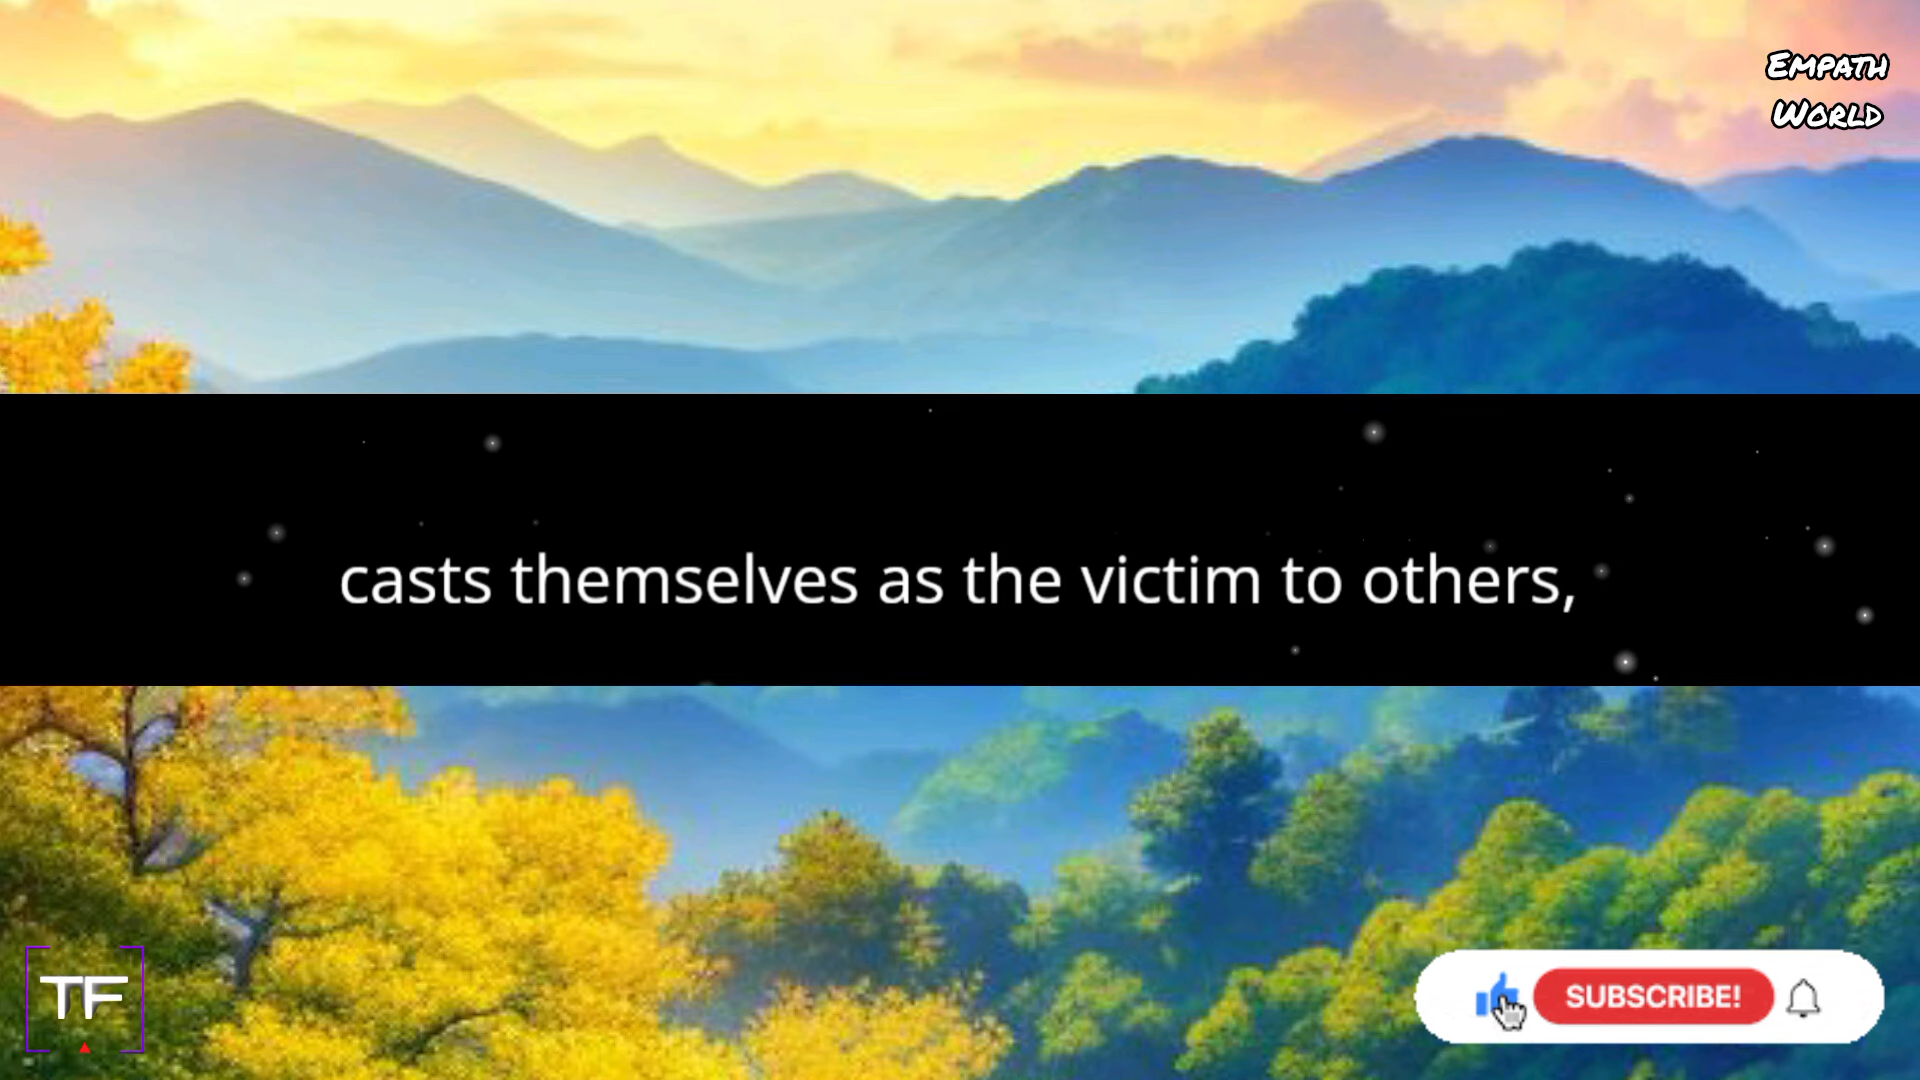 EMPATH
WORLD
casts themselves as the victim to others,
TF
SUBSCRIBE!